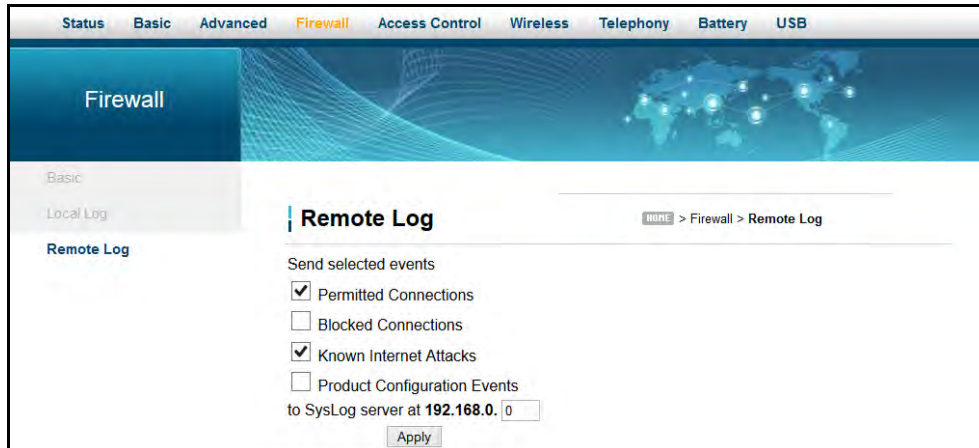 Status Basic Advanced Firewall Access Control Wireless Telephony Battery USB
Firewall
Basic
Local Log
Remote Log
Remote Log
HOME > Firewall > Remote Log
Send selected events
Permitted Connections
Blocked Connections
Known Internet Attacks
Product Configuration Events
to SysLog server at 192.168.0. 0
Apply